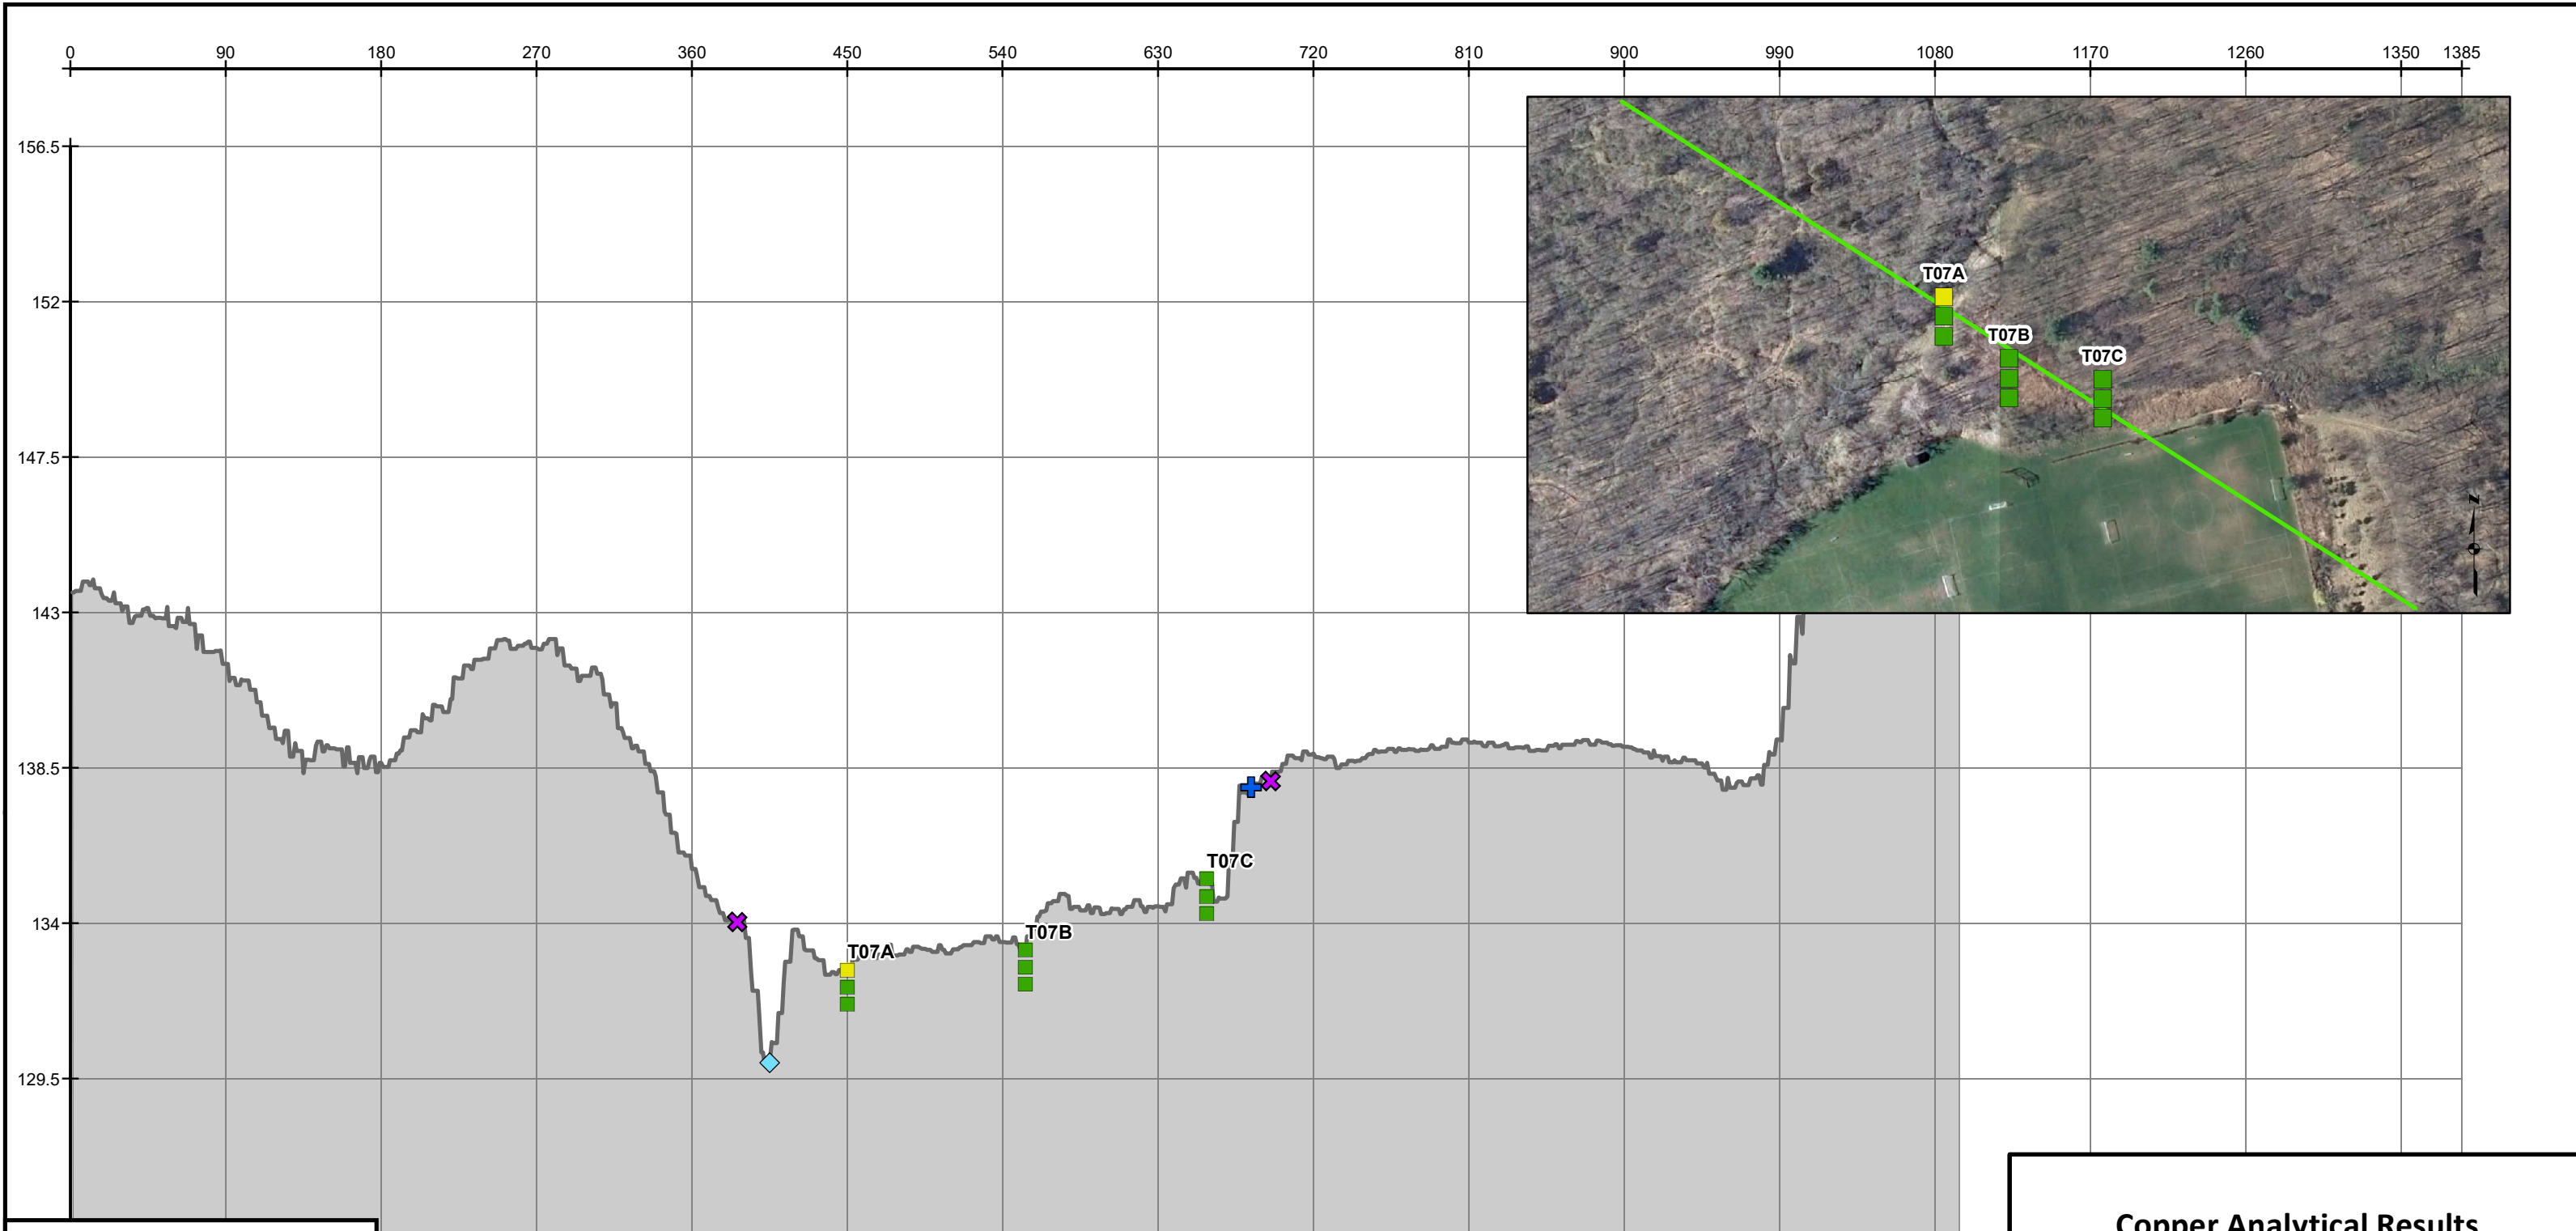 0 90 180 270 360 450 540 630 720 810 900 990 1080 1170 1260 1350 1385
156.5
152
147.5
143
138.5
134
129.5
T07A
T07B
T07C
N
T07C
T07B
T07A
Copper Analytical Results